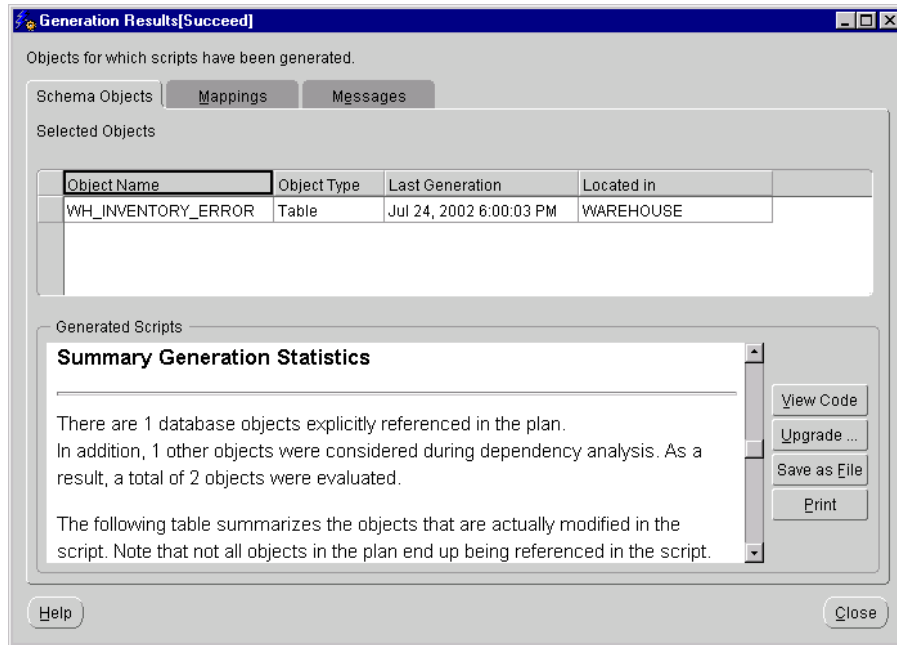 Generation Results[Succeed]
Objects for which scripts have been generated.
Schema Objects Mappings Messages
Selected Objects
Object Name Object Type Last Generation Located in
WH_INVENTORY_ERROR Table Jul 24, 2002 6:00:03 PM WAREHOUSE
Generated Scripts
Summary Generation Statistics
There are 1 database objects explicitly referenced in the plan.
In addition, 1 other objects were considered during dependency analysis. As a
result, a total of 2 objects were evaluated.
The following table summarizes the objects that are actually modified in the
script. Note that not all objects in the plan end up being referenced in the script.
View Code
Upgrade ...
Save as File
Print
Help Close